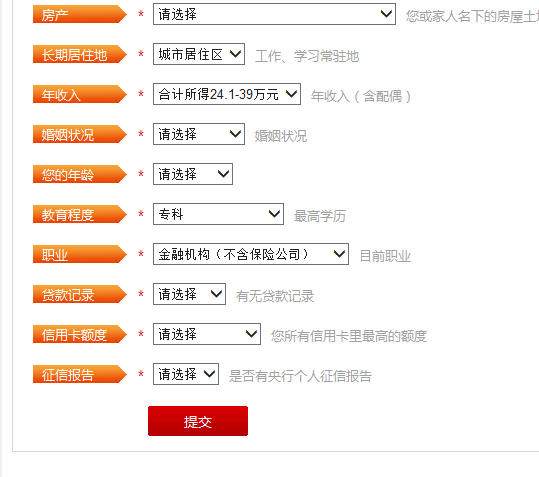 房产 * 请选择 您或家人名下的房屋土
长期居住地 * 城市居住区 工作、学习常驻地
年收入 * 合计所得24.1-39万元 年收入（含配偶）
婚姻状况 * 请选择 婚姻状况
您的年龄 * 请选择
教育程度 * 专科 最高学历
职业 * 金融机构（不含保险公司） 目前职业
贷款记录 * 请选择 有无贷款记录
信用卡额度 * 请选择 您所有信用卡里最高的额度
征信报告 * 请选择 是否有央行个人征信报告
提交